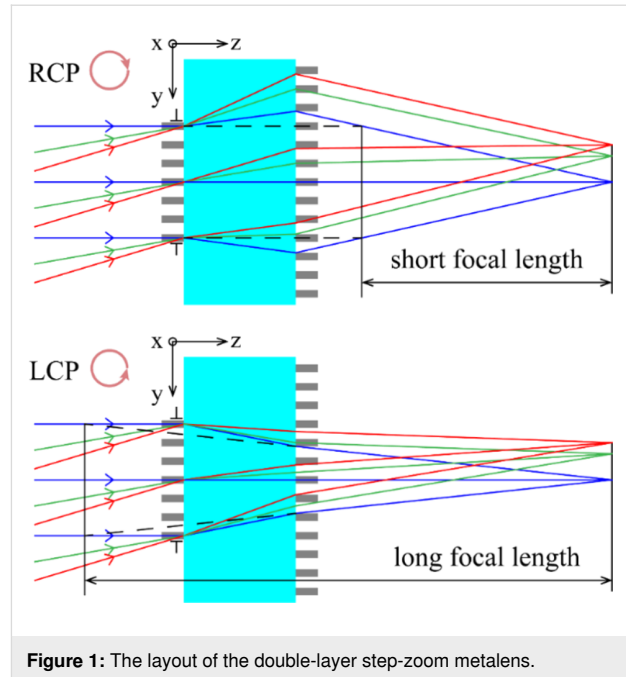 x z
RCP
y
short focal length
x z
LCP
y
long focal length
Figure 1: The layout of the double-layer step-zoom metalens.